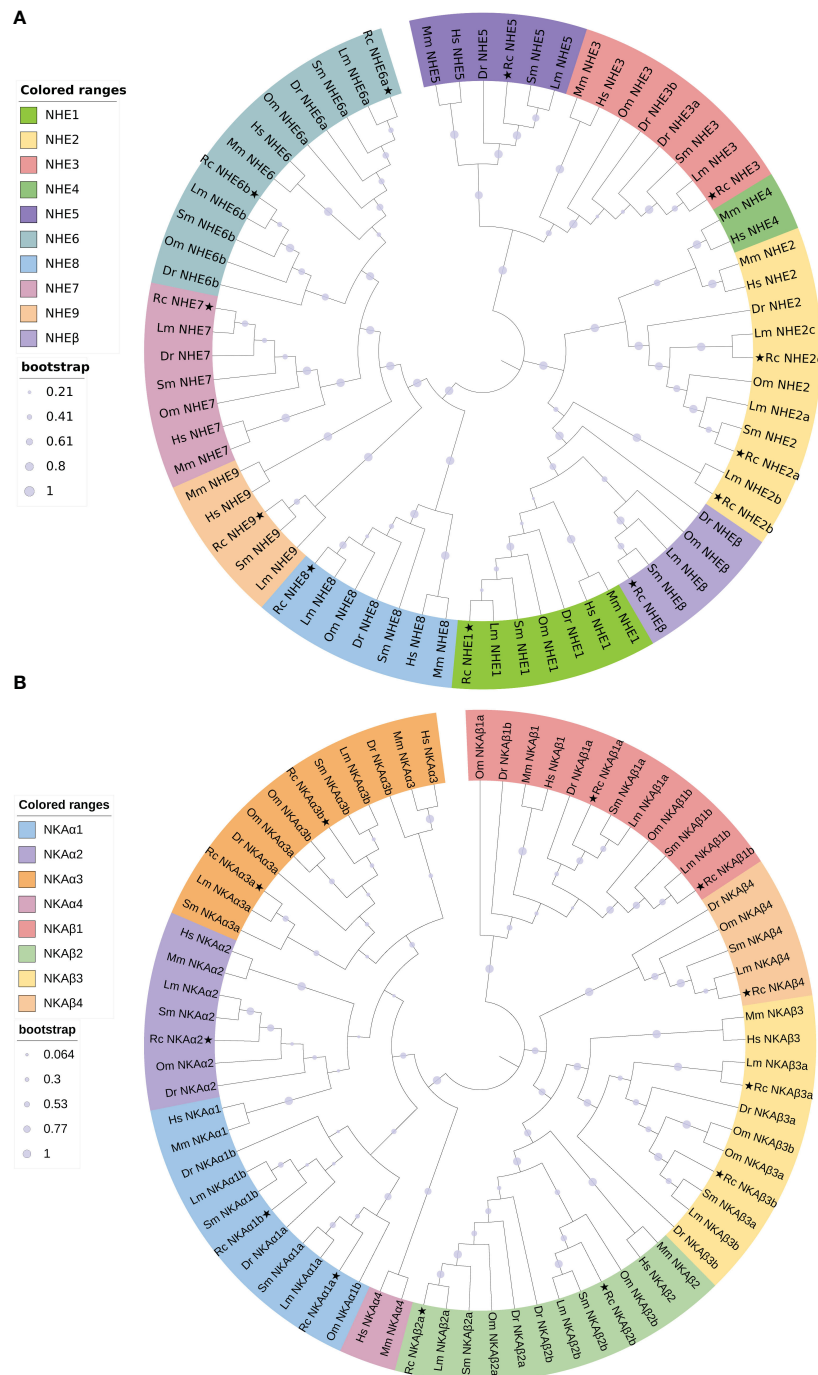 A
Colored ranges
NHE1
NHE2
NHE3
NHE4
NHE5
NHE6
NHE8
NHE7
NHE9
NHEβ
bootstrap
0.21
0.41
0.61
0.8
1
Mm NHE5
Hs NHE5
Dr NHE5
★Rc NHE5
Sm NHE5
Lm NHE5
Mm NHE3
Hs NHE3
Om NHE3
Dr NHE3b
Dr NHE3a
Sm NHE3
Lm NHE3
★Rc NHE3
Mm NHE4
Hs NHE4
Mm NHE2
Hs NHE2
Dr NHE2
Lm NHE2c
★Rc NHE2c
Om NHE2
Lm NHE2a
Sm NHE2
★Rc NHE2a
Lm NHE2b
★Rc NHE2b
Dr NHEβ
Om NHEβ
Lm NHEβ
Sm NHEβ
★Rc NHEβ
Mm NHE1
Hs NHE1
Dr NHE1
Om NHE1
Sm NHE1
Lm NHE1
Rc NHE1★
Mm NHE8
Hs NHE8
Sm NHE8
Dr NHE8
Om NHE8
Lm NHE8
Rc NHE8★
Lm NHE9
Sm NHE9
Rc NHE9★
Hs NHE9
Mm NHE9
Mm NHE7
Hs NHE7
Om NHE7
Sm NHE7
Dr NHE7
Lm NHE7
Rc NHE7★
Dr NHE6b
Om NHE6b
Sm NHE6b
Lm NHE6b
Rc NHE6b★
Mm NHE6
Hs NHE6
Om NHE6a
Dr NHE6a
Sm NHE6a
Lm NHE6a
Rc NHE6a★
B
Colored ranges
NKAα1
NKAα2
NKAα3
NKAα4
NKAβ1
NKAβ2
NKAβ3
NKAβ4
bootstrap
0.064
0.3
0.53
0.77
1
Om NKAβ1a
Dr NKAβ1b
Mm NKAβ1
Hs NKAβ1
Dr NKAβ1a
★Rc NKAβ1a
Sm NKAβ1a
Lm NKAβ1a
Om NKAβ1b
Sm NKAβ1b
Lm NKAβ1b
★Rc NKAβ1b
Dr NKAβ4
Om NKAβ4
Sm NKAβ4
Lm NKAβ4
★Rc NKAβ4
Mm NKAβ3
Hs NKAβ3
Lm NKAβ3a
★Rc NKAβ3a
Dr NKAβ3a
Om NKAβ3b
Om NKAβ3a
★Rc NKAβ3b
Sm NKAβ3a
Lm NKAβ3b
Dr NKAβ3b
Mm NKAβ2
Hs NKAβ2
Om NKAβ2b
★Rc NKAβ2b
Sm NKAβ2b
Lm NKAβ2b
Dr NKAβ2b
Dr NKAβ2a
Om NKAβ2a
Sm NKAβ2a
Lm NKAβ2a
Rc NKAβ2a★
Mm NKAα4
Hs NKAα4
Om NKAα1b
Rc NKAα1a★
Lm NKAα1a
Sm NKAα1a
Dr NKAα1a
Rc NKAα1b★
Sm NKAα1b
Lm NKAα1b
Dr NKAα1b
Mm NKAα1
Hs NKAα1
Dr NKAα2
Om NKAα2
Rc NKAα2★
Sm NKAα2
Lm NKAα2
Mm NKAα2
Hs NKAα2
Sm NKAα3a
Lm NKAα3a
Rc NKAα3a★
Dr NKAα3a
Om NKAα3a
Om NKAα3b
Rc NKAα3b★
Sm NKAα3b
Lm NKAα3b
Dr NKAα3b
Mm NKAα3
Hs NKAα3